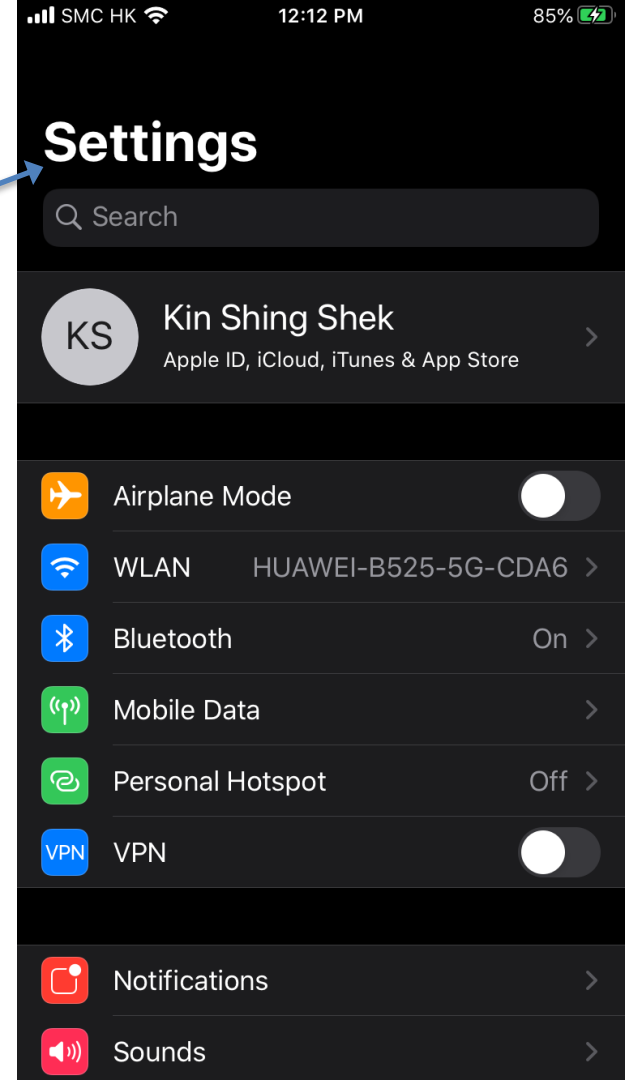 SMC HK 12:12 PM 85%
Settings
Search
KS
Kin Shing Shek
Apple ID, iCloud, iTunes & App Store
Airplane Mode
WLAN HUAWEI-B525-5G-CDA6
Bluetooth On
Mobile Data
Personal Hotspot Off
VPN VPN
Notifications
Sounds